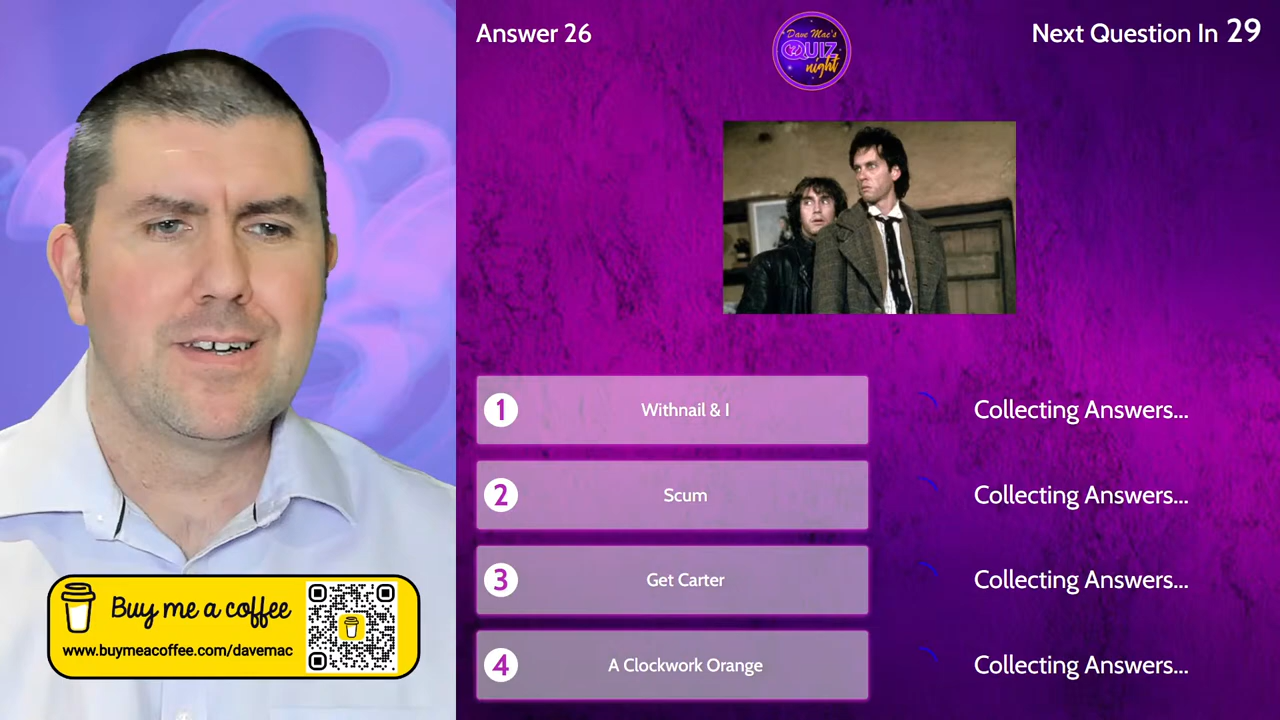 Answer 26
Dave Mac's
QUIZ
night
Next Question In 29
1 Withnail & I Collecting Answers...
2 Scum Collecting Answers...
3 Get Carter Collecting Answers...
4 A Clockwork Orange Collecting Answers...
Buy me a coffee
www.buymeacoffee.com/davemac